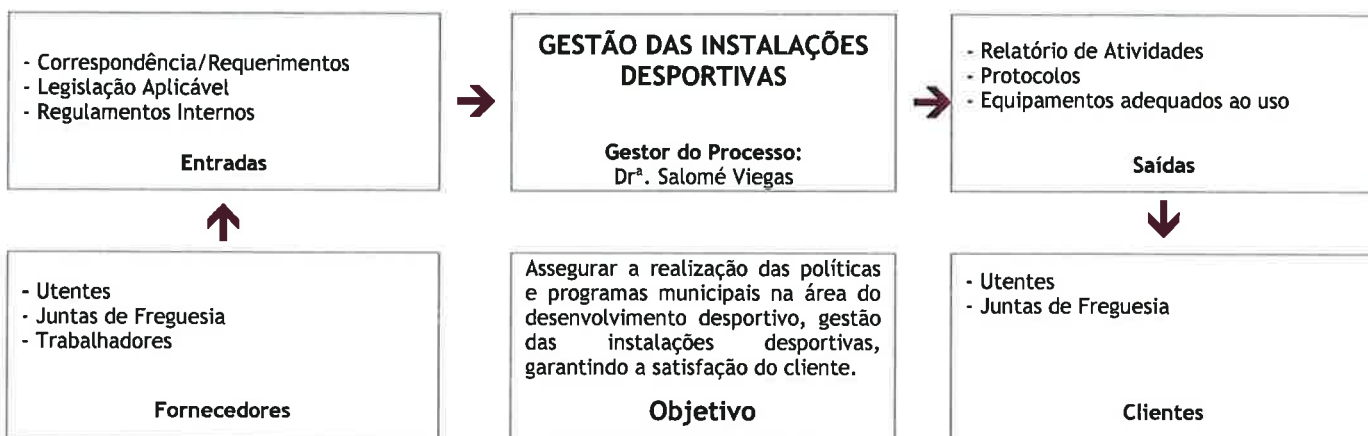 - Correspondência/Requerimentos
- Legislação Aplicável
- Regulamentos Internos
Entradas
GESTÃO DAS INSTALAÇÕES
DESPORTIVAS
Gestor do Processo:
Drª. Salomé Viegas
- Relatório de Atividades
- Protocolos
- Equipamentos adequados ao uso
Saídas
- Utentes
- Juntas de Freguesia
- Trabalhadores
Fornecedores
Assegurar a realização das políticas
e programas municipais na área do
desenvolvimento desportivo, gestão
das instalações desportivas,
garantindo a satisfação do cliente.
Objetivo
- Utentes
- Juntas de Freguesia
Clientes